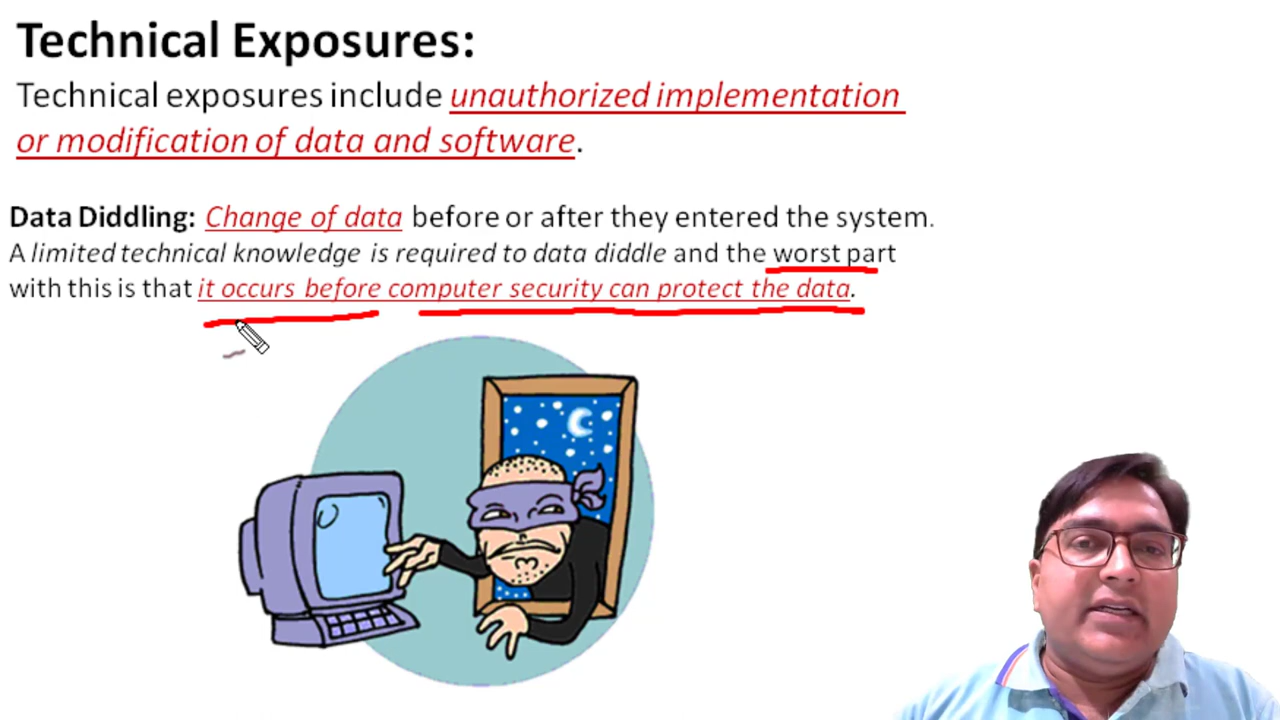 Technical Exposures:
Technical exposures include unauthorized implementation
or modification of data and software.
Data Diddling: Change of data before or after they entered the system.
A limited technical knowledge is required to data diddle and the worst part
with this is that it occurs before computer security can protect the data.